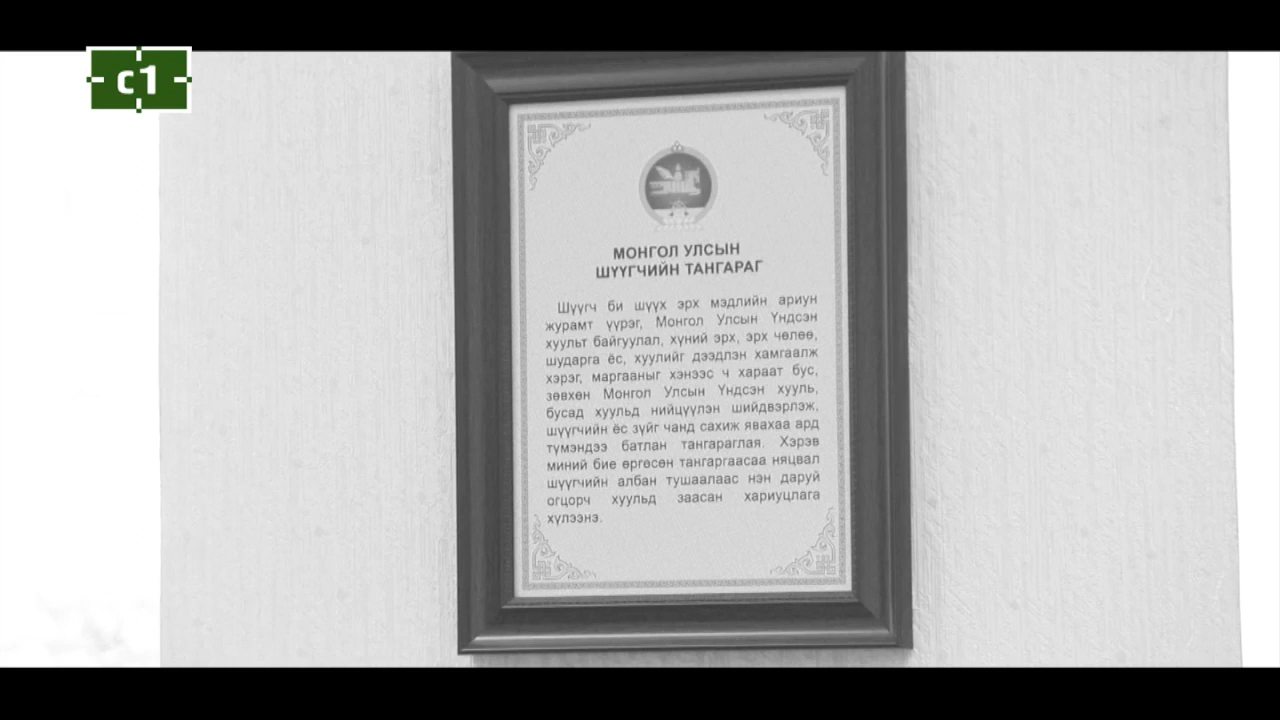 c1
МОНГОЛ УЛСЫН
ШҮҮГЧИЙН ТАНГАРАГ
Шүүгч би шүүх эрх мэдлийн ариун
журамт үүрэг, Монгол Улсын Үндсэн
хуульт байгуулал, хүний эрх, эрх чөлөө,
шударга ёс, хуулийг дээдлэн хамгаалж
хэрэг, маргааныг хэнээс ч хараат бус,
зөвхөн Монгол Улсын Үндсэн хууль,
бусад хуульд нийцүүлэн шийдвэрлэж,
шүүгчийн ёс зүйг чанд сахиж явахаа ард
түмэндээ батлан тангараглая. Хэрэв
миний бие өргөсөн тангаргаасаа няцвал
шүүгчийн албан тушаалаас нэн даруй
огцорч хуульд заасан хариуцлага
хүлээнэ.